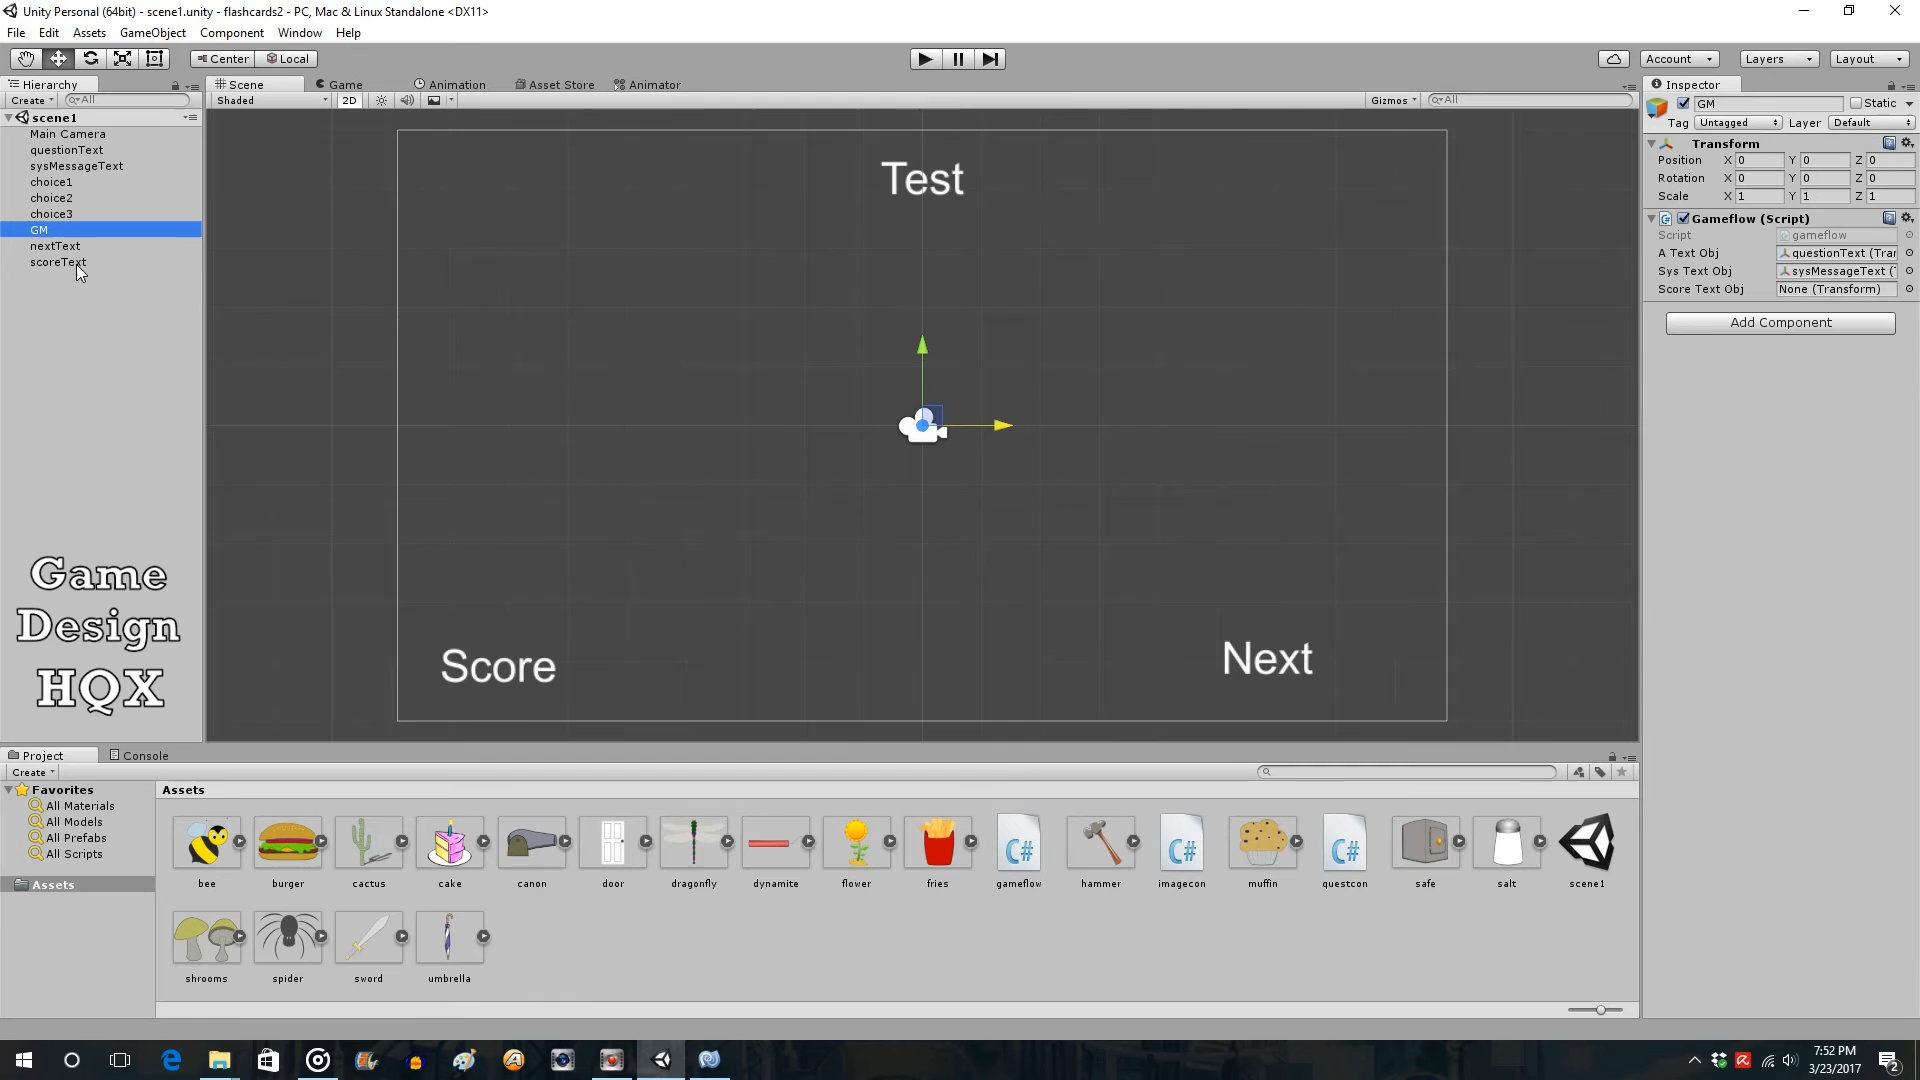 Unity Personal (64bit) - scene1.unity - flashcards2 - PC, Mac & Linux Standalone <DX11>
File Edit Assets GameObject Component Window Help
Center Local Account Layers Layout
Hierarchy Scene Game Animation Asset Store Animator Inspector
Create All Shaded 2D Gizmos All GM Static
Tag Untagged Layer Default
scene1
Main Camera
questionText
sysMessageText
choice1
choice2
choice3
GM
nextText
scoreText
Test
Score
Next
Transform
Position X 0 Y 0 Z 0
Rotation X 0 Y 0 Z 0
Scale X 1 Y 1 Z 1
Gameflow (Script)
Script gameflow
A Text Obj questionText (Trar
Sys Text Obj sysMessageText (
Score Text Obj None (Transform)
Add Component
Game
Design
HQX
Project Console
Create
Favorites
All Materials
All Models
All Prefabs
All Scripts
Assets
Assets
C# C# C#
bee burger cactus cake canon door dragonfly dynamite flower fries gameflow hammer imagecon muffin questcon safe salt scene1
shrooms spider sword umbrella
7:52 PM
3/23/2017
2